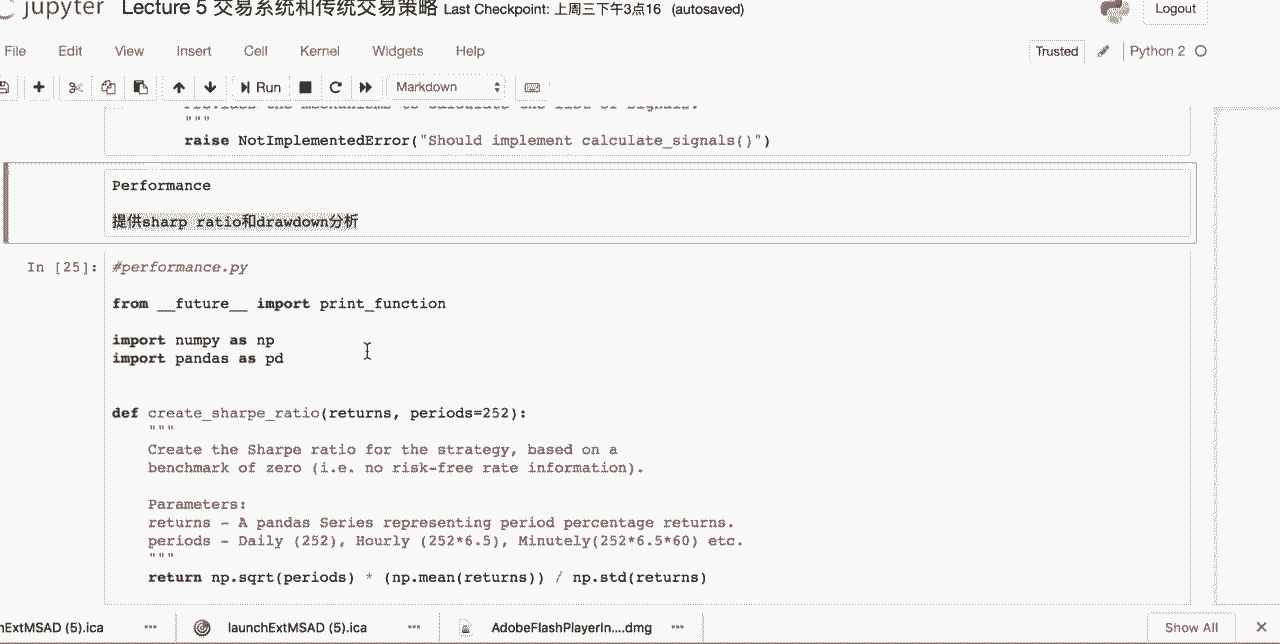 jupyter Lecture 5 交易系统和传统交易策略 Last Checkpoint: 上周三下午3点16 (autosaved)
Logout
File Edit View Insert Cell Kernel Widgets Help
Trusted Python 2
Run Markdown
"""
raise NotImplementedError("Should implement calculate_signals()")
Performance
提供sharp ratio和drawdown分析
In [25]: #performance.py
from __future__ import print_function
import numpy as np
import pandas as pd
def create_sharpe_ratio(returns, periods=252):
"""
Create the Sharpe ratio for the strategy, based on a
benchmark of zero (i.e. no risk-free rate information).
Parameters:
returns - A pandas Series representing period percentage returns.
periods - Daily (252), Hourly (252*6.5), Minutely(252*6.5*60) etc.
"""
return np.sqrt(periods) * (np.mean(returns)) / np.std(returns)
hExtMSAD (5).ica launchExtMSAD (5).ica AdobeFlashPlayerIn....dmg Show All